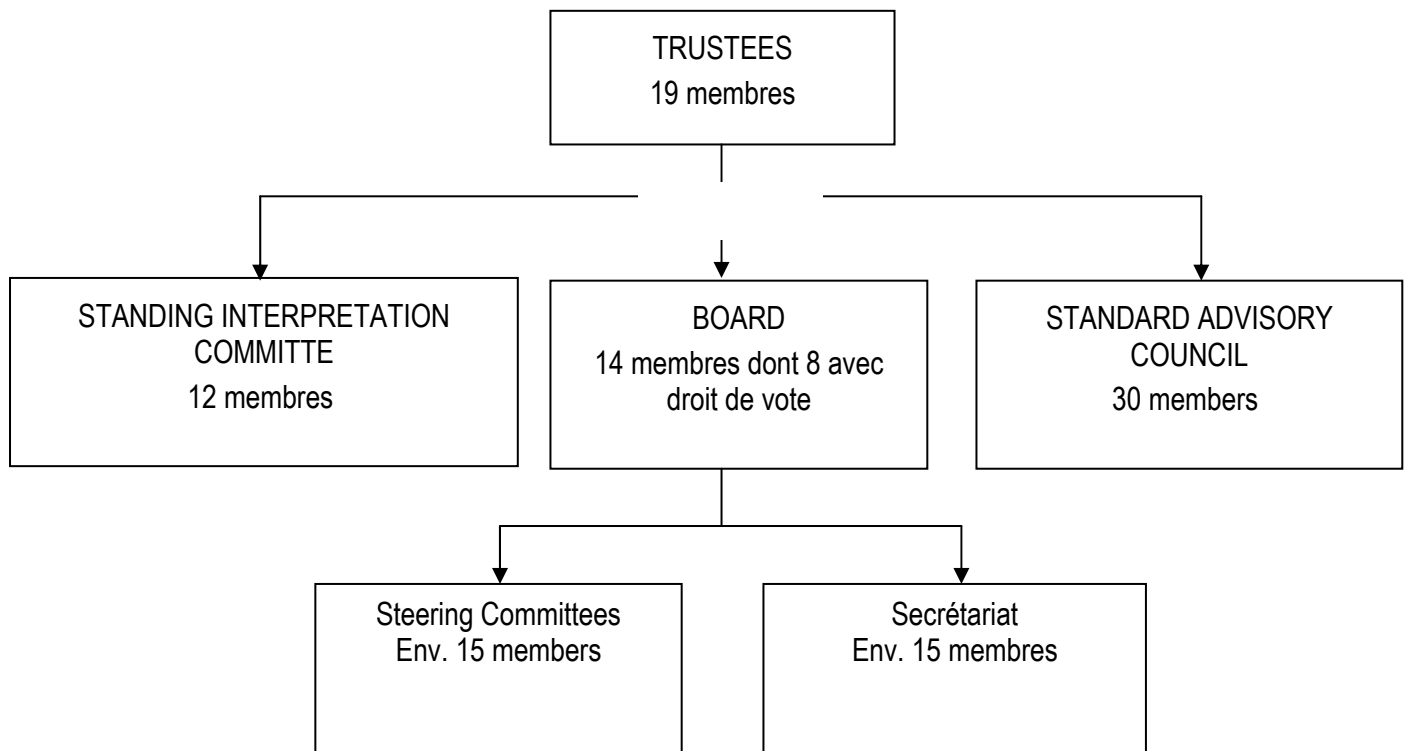 TRUSTEES
19 membres
STANDING INTERPRETATION
COMMITTE
12 membres
BOARD
14 membres dont 8 avec
droit de vote
STANDARD ADVISORY
COUNCIL
30 members
Steering Committees
Env. 15 members
Secrétariat
Env. 15 membres